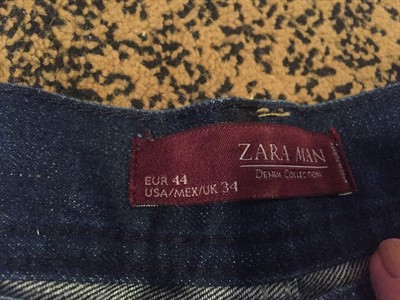 ZARA MAN
DENIM COLLECTION
EUR 44
USA/MEX/UK 34